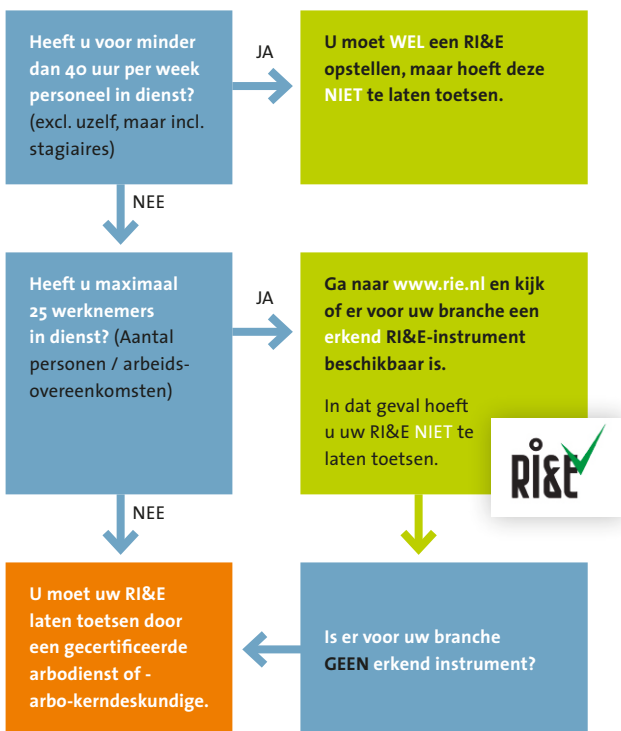 Heeft u voor minder
dan 40 uur per week
personeel in dienst?
(excl. uzelf, maar incl.
stagiaires)
JA
U moet WEL een RI&E
opstellen, maar hoeft deze
NIET te laten toetsen.
NEE
Heeft u maximaal
25 werknemers
in dienst? (Aantal
personen / arbeids-
overeenkomsten)
JA
Ga naar www.rie.nl en kijk
of er voor uw branche een
erkend RI&E-instrument
beschikbaar is.
In dat geval hoeft
u uw RI&E NIET te
laten toetsen.
RI&E
NEE
U moet uw RI&E
laten toetsen door
een gecertificeerde
arbodienst of -
arbo-kerndeskundige.
Is er voor uw branche
GEEN erkend instrument?